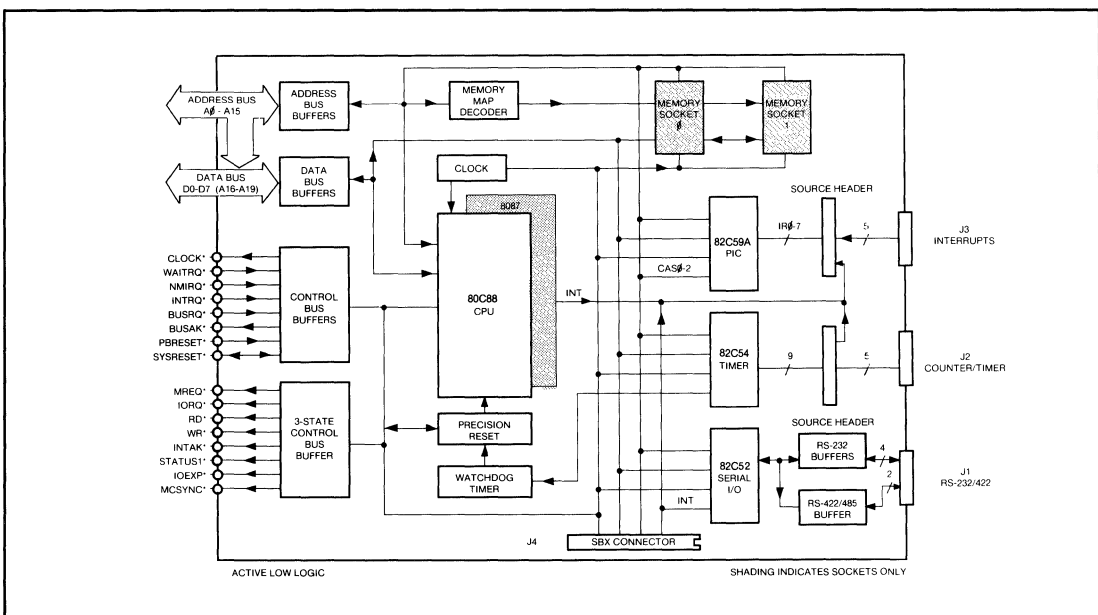 ADDRESS BUS
AØ - A15
ADDRESS
BUS
BUFFERS
MEMORY
MAP
DECODER
MEMORY
SOCKET
Ø
MEMORY
SOCKET
1
DATA BUS
D0-D7 (A16-A19)
DATA
BUS
BUFFERS
CLOCK
8087
80C88
CPU
SOURCE HEADER
82C59A
PIC
IRØ-7
5
J3
INTERRUPTS
CASØ-2
INT
CLOCK*
WAITRQ*
NMIRQ*
INTRQ*
BUSRQ*
BUSAK*
PBRESET*
SYSRESET*
CONTROL
BUS
BUFFERS
82C54
TIMER
9
5
J2
COUNTER/TIMER
SOURCE HEADER
MREQ*
IORQ*
RD*
WR*
INTAK*
STATUS1*
IOEXP*
MCSYNC*
3-STATE
CONTROL
BUS
BUFFER
PRECISION
RESET
WATCHDOG
TIMER
82C52
SERIAL
I/O
INT
RS-232
BUFFERS
4
2
RS-422/485
BUFFER
J1
RS-232/422
J4
SBX CONNECTOR
ACTIVE LOW LOGIC
SHADING INDICATES SOCKETS ONLY